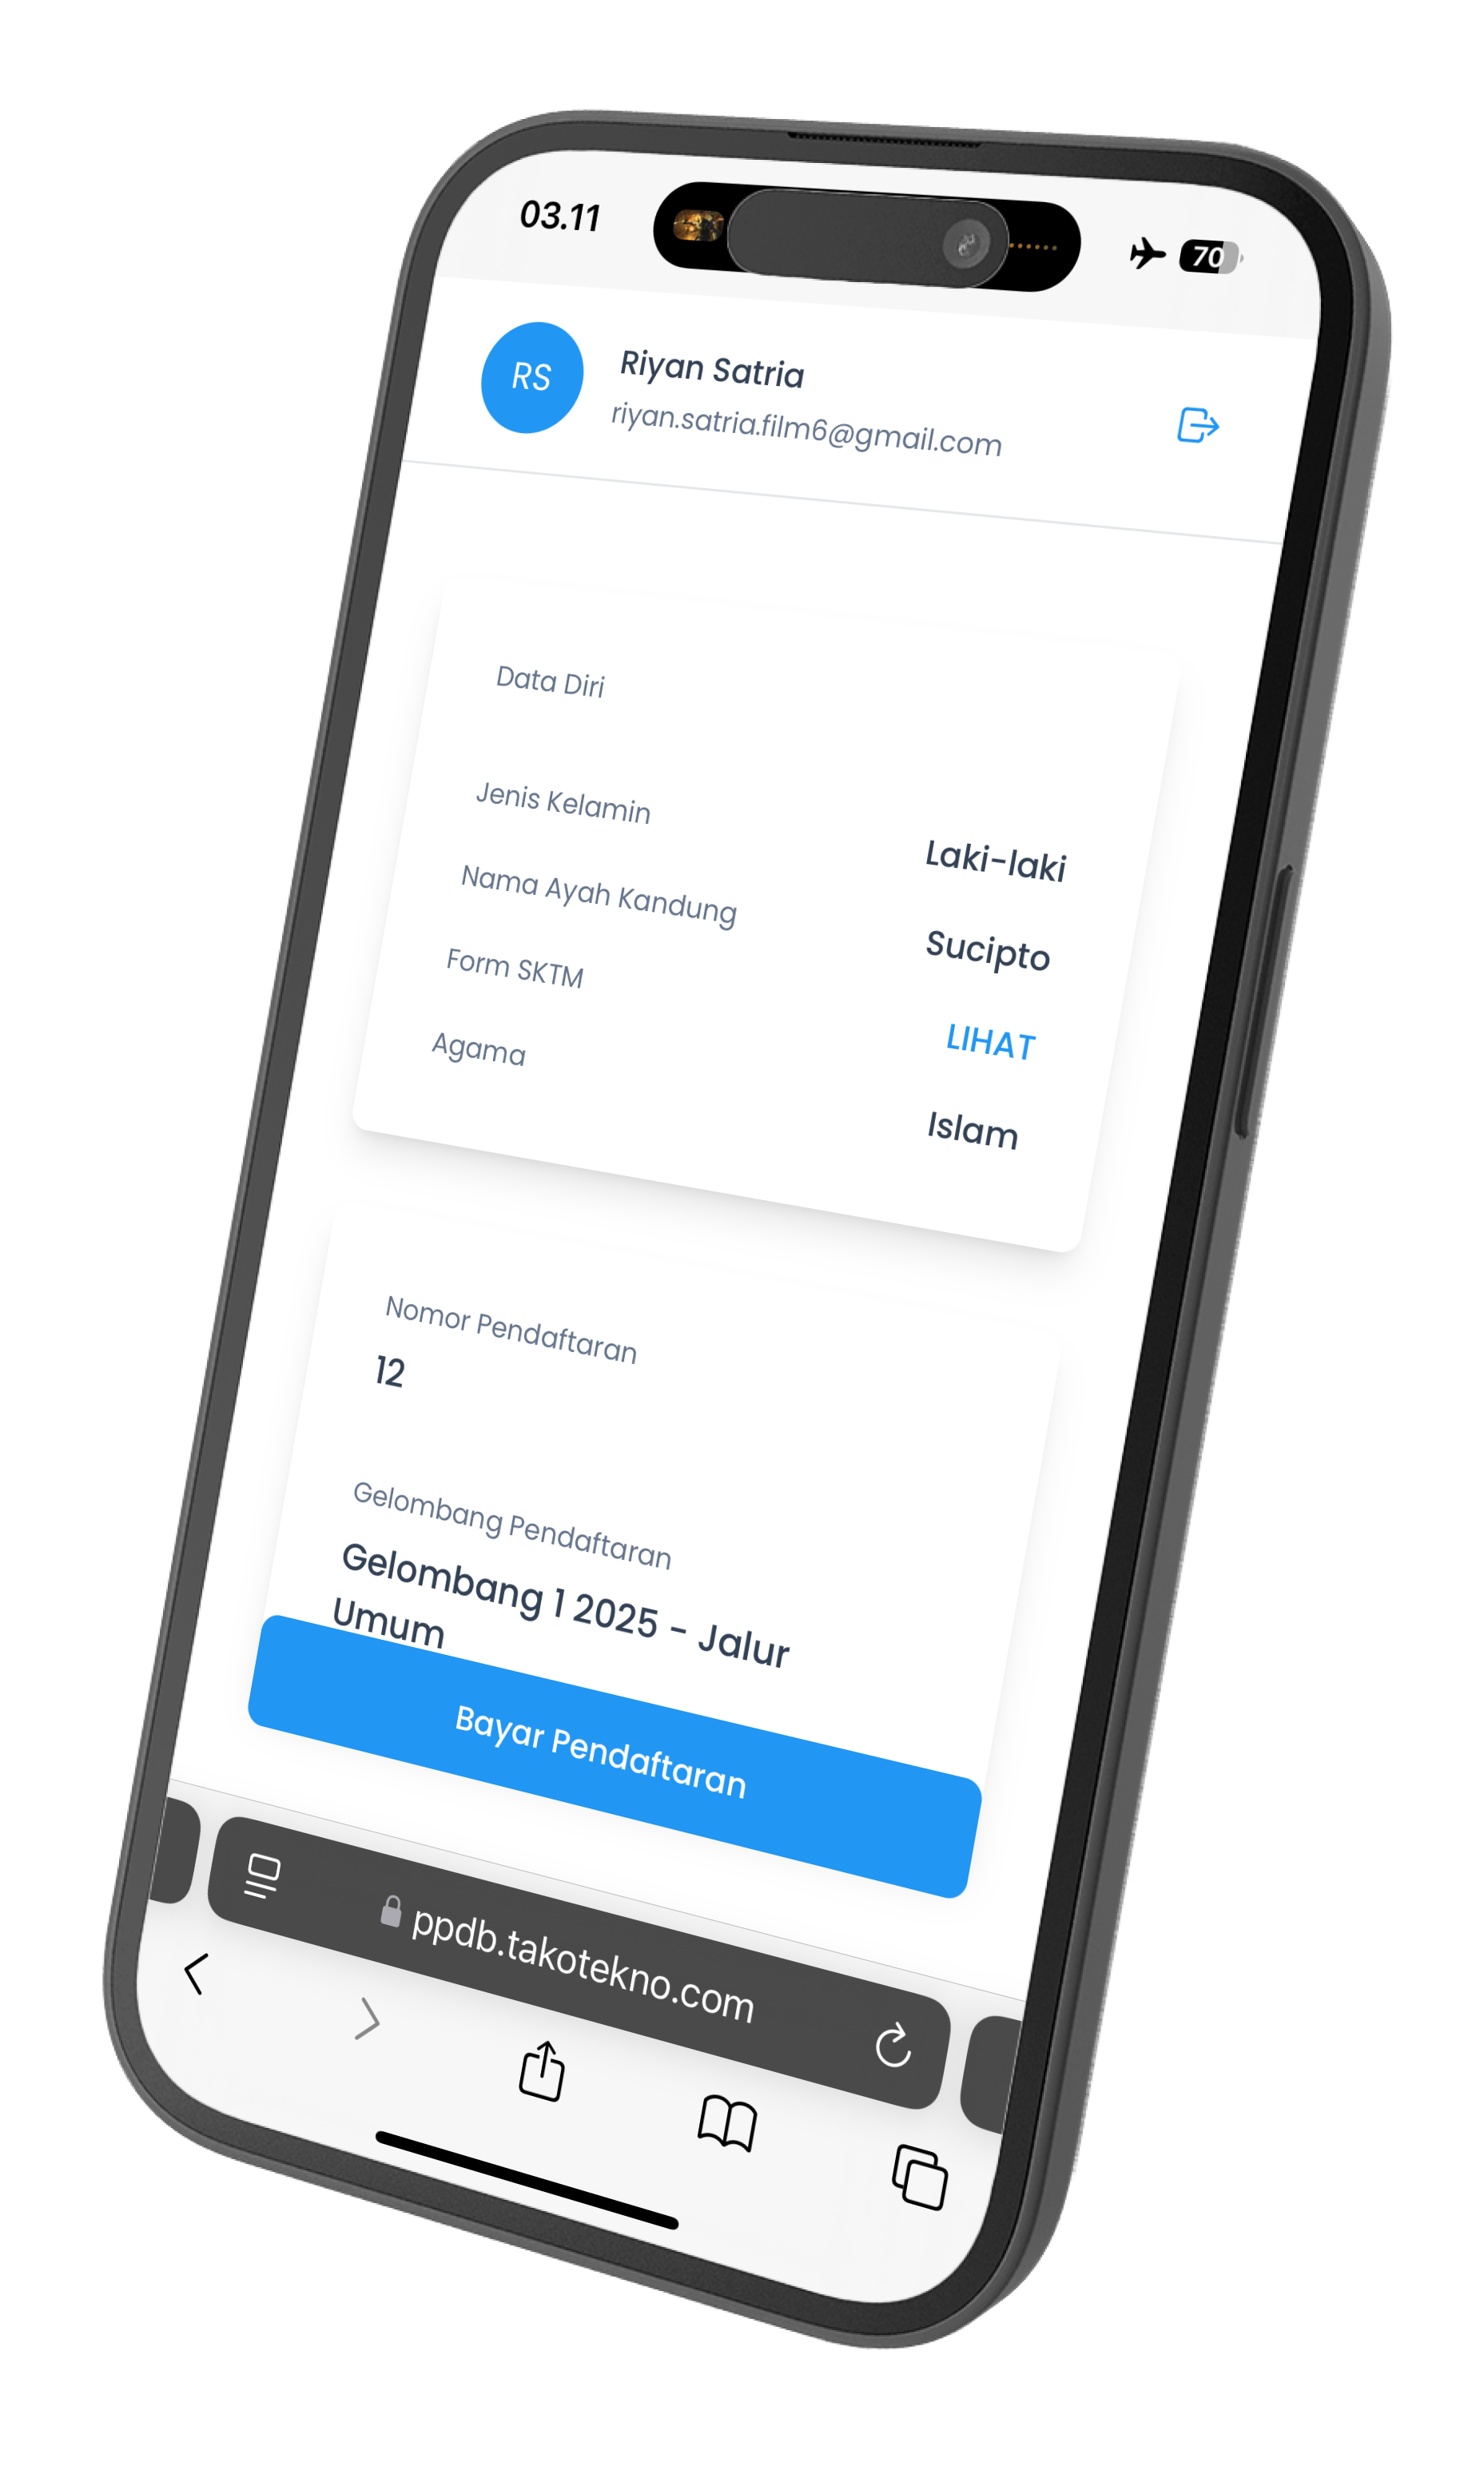 03.11
70
RS
Riyan Satria
riyan.satria.film6@gmail.com
Data Diri
Jenis Kelamin
Laki-laki
Nama Ayah Kandung
Sucipto
Form SKTM
LIHAT
Agama
Islam
Nomor Pendaftaran
12
Gelombang Pendaftaran
Gelombang 1 2025 - Jalur
Umum
Bayar Pendaftaran
ppdb.takotekno.com